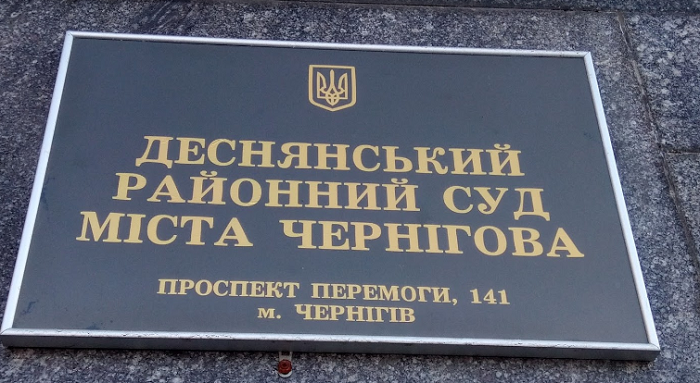 ДЕСНЯНСЬКИЙ
РАЙОННИЙ СУД
МІСТА ЧЕРНІГОВА
ПРОСПЕКТ ПЕРЕМОГИ, 141
м. ЧЕРНІГІВ